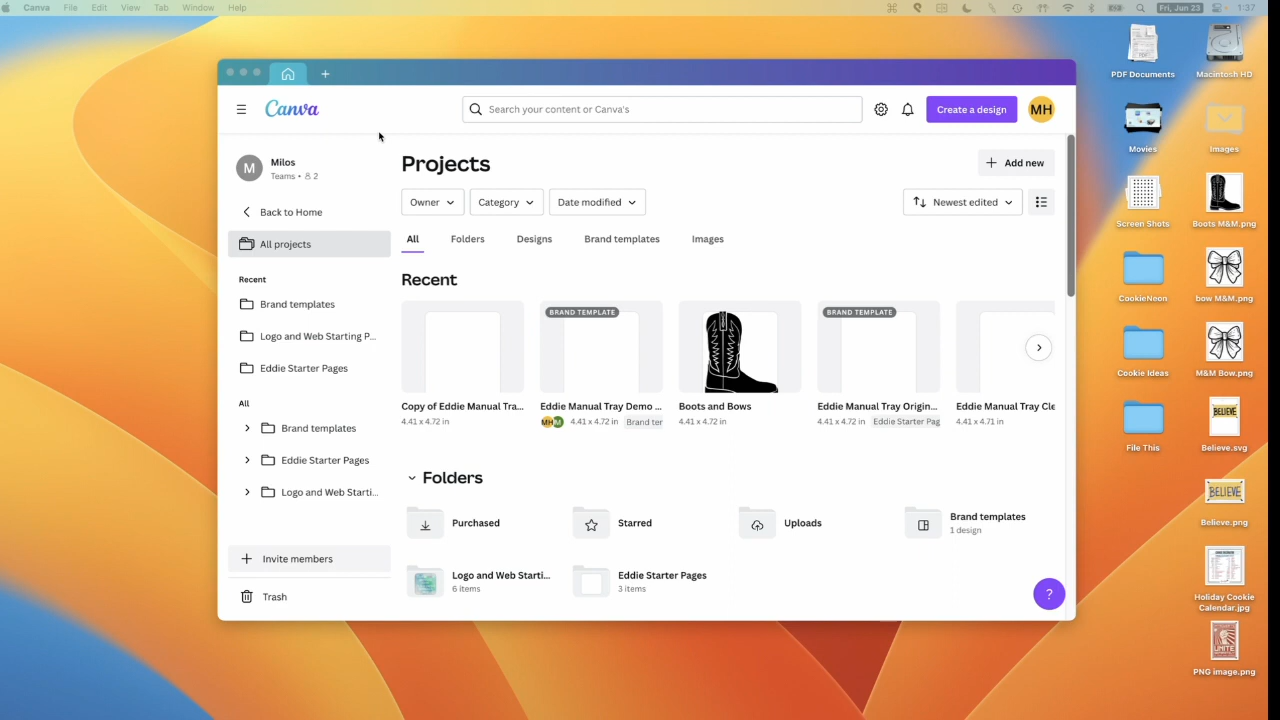 Canva File Edit View Tab Window Help
Fri, Jun 23 1:37
Canva
Search your content or Canva's
Create a design
MH
M
Milos
Teams • 2
Back to Home
All projects
Recent
Brand templates
Logo and Web Starting P...
Eddie Starter Pages
All
Brand templates
Eddie Starter Pages
Logo and Web Starti...
Invite members
Trash
Projects
Add new
Owner
Category
Date modified
Newest edited
All
Folders
Designs
Brand templates
Images
Recent
Copy of Eddie Manual Tra...
4.41 x 4.72 in
BRAND TEMPLATE
Eddie Manual Tray Demo ...
MH M 4.41 x 4.72 in Brand ter
Boots and Bows
4.41 x 4.72 in
BRAND TEMPLATE
Eddie Manual Tray Origin...
4.41 x 4.72 in Eddie Starter Pag
Eddie Manual Tray Cle
4.41 x 4.71 in
Folders
Purchased
Starred
Uploads
Brand templates
1 design
Logo and Web Starti...
6 items
Eddie Starter Pages
3 items
?
PDF Documents
Macintosh HD
Movies
Images
Screen Shots
Boots M&M.png
CookieNeon
bow M&M.png
Cookie Ideas
M&M Bow.png
File This
BELIEVE
Believe.svg
BELIEVE
Believe.png
Holiday Cookie
Calendar.jpg
UNITE
PNG image.png